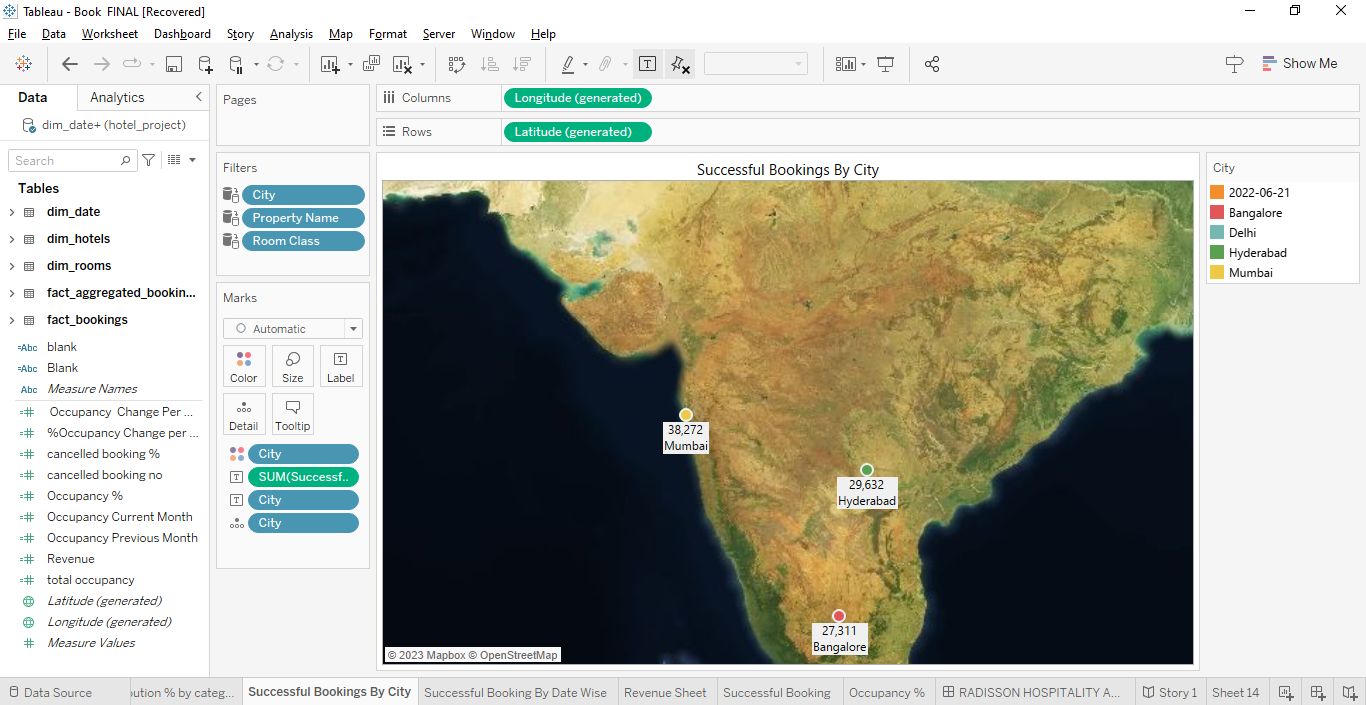 Tableau - Book  FINAL [Recovered]
File Data Worksheet Dashboard Story Analysis Map Format Server Window Help
Show Me
Data Analytics
dim_date+ (hotel_project)
Search
Tables
dim_date
dim_hotels
dim_rooms
fact_aggregated_bookin...
fact_bookings
=Abc blank
=Abc Blank
Abc Measure Names
Occupancy  Change Per ...
%Occupancy Change per ...
cancelled booking %
cancelled booking no
Occupancy %
Occupancy Current Month
Occupancy Previous Month
Revenue
total occupancy
Latitude (generated)
Longitude (generated)
Measure Values
Pages
Filters
City
Property Name
Room Class
Marks
Automatic
Color Size Label
Detail Tooltip
City
SUM(Successf..
City
City
Columns Longitude (generated)
Rows Latitude (generated)
Successful Bookings By City
38,272
Mumbai
29,632
Hyderabad
27,311
Bangalore
© 2023 Mapbox © OpenStreetMap
City
2022-06-21
Bangalore
Delhi
Hyderabad
Mumbai
Data Source ution % by categ... Successful Bookings By City Successful Booking By Date Wise Revenue Sheet Successful Booking Occupancy % RADISSON HOSPITALITY A... Story 1 Sheet 14